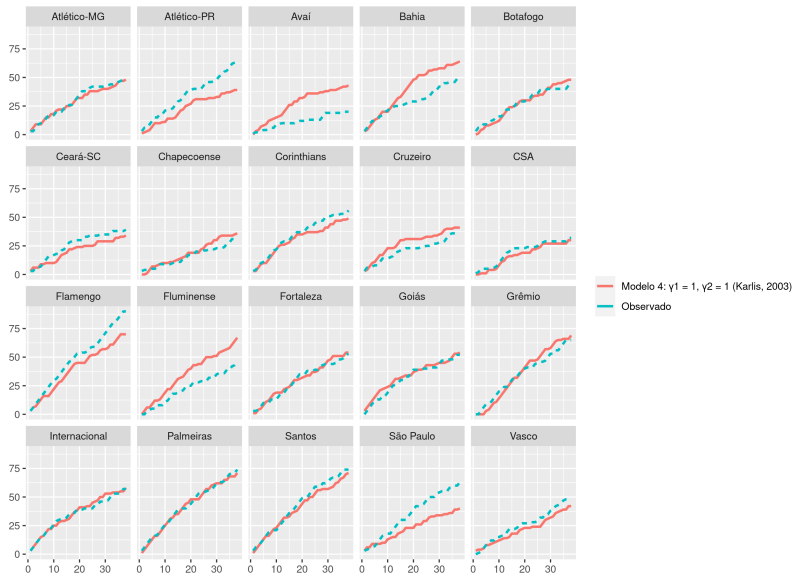 Atlético-MG Atlético-PR Avaí Bahia Botafogo
75
50
25
0
Ceará-SC Chapecoense Corinthians Cruzeiro CSA
75
50
25
0
Flamengo Fluminense Fortaleza Goiás Grêmio
75
50
25
0
Internacional Palmeiras Santos São Paulo Vasco
75
50
25
0
0 10 20 30 0 10 20 30 0 10 20 30 0 10 20 30 0 10 20 30
Modelo 4: γ1 = 1, γ2 = 1 (Karlis, 2003)
Observado